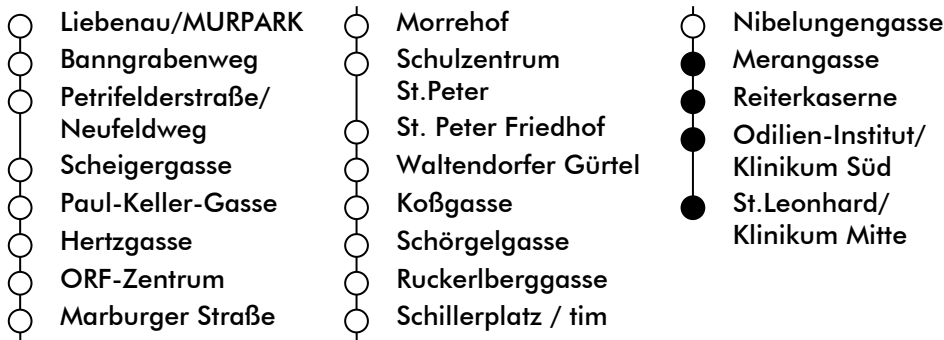 Liebenau/MURPARK
Banngrabenweg
Petrifelderstraße/
Neufeldweg
Scheigergasse
Paul-Keller-Gasse
Hertzgasse
ORF-Zentrum
Marburger Straße
Morrehof
Schulzentrum
St.Peter
St. Peter Friedhof
Waltendorfer Gürtel
Koßgasse
Schörgelgasse
Ruckerlberggasse
Schillerplatz / tim
Nibelungengasse
Merangasse
Reiterkaserne
Odilien-Institut/
Klinikum Süd
St.Leonhard/
Klinikum Mitte